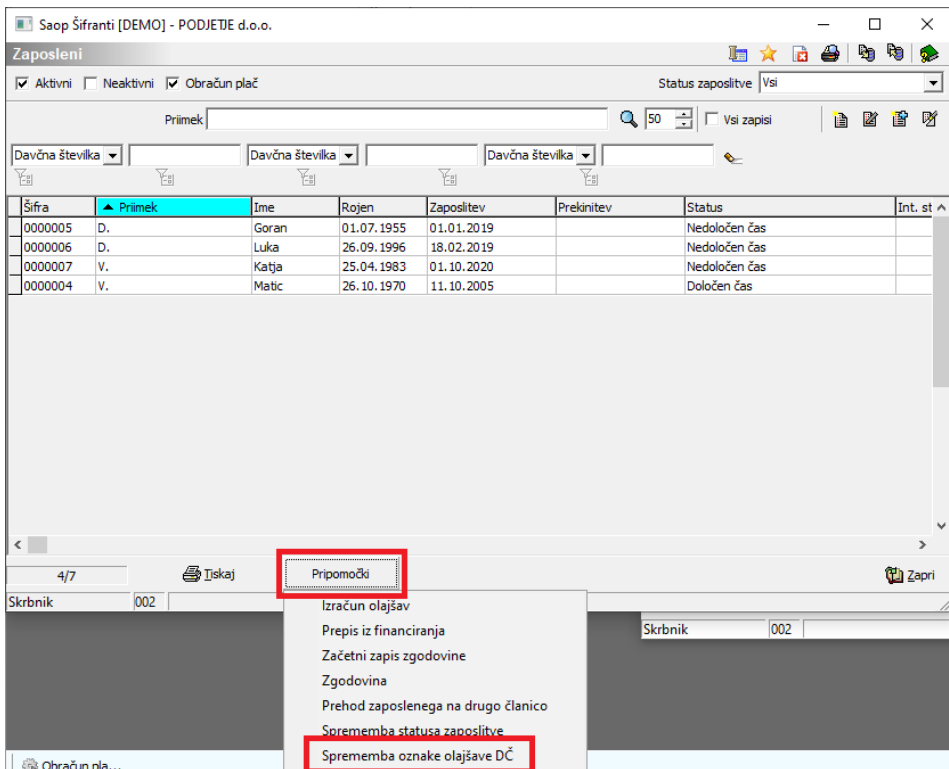 Saop Šifranti [DEMO] - PODJETJE d.o.o.
Zaposleni
Aktivni Neaktivni Obračun plač Status zaposlitve Vsi
Priimek 50 Vsi zapisi
Davčna številka Davčna številka Davčna številka
Šifra Priimek Ime Rojen Zaposlitev Prekinitev Status Int. st
0000005 D. Goran 01.07.1955 01.01.2019 Nedoločen čas
0000006 D. Luka 26.09.1996 18.02.2019 Nedoločen čas
0000007 V. Katja 25.04.1983 01.10.2020 Nedoločen čas
0000004 V. Matic 26.10.1970 11.10.2005 Določen čas
4/7 Tiskaj Pripomočki Zapri
Skrbnik 002
Izračun olajšav
Skrbnik 002
Prepis iz financiranja
Začetni zapis zgodovine
Zgodovina
Prehod zaposlenega na drugo članico
Sprememba statusa zaposlitve
Sprememba oznake olajšave DČ
Obračun pla...